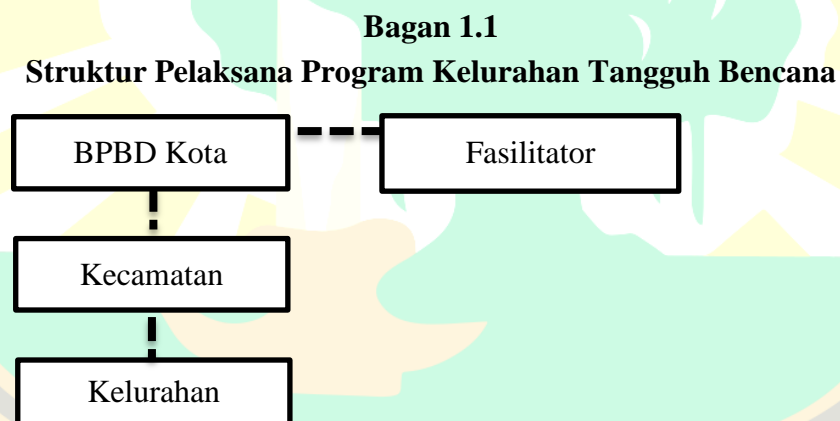 Bagan 1.1
Struktur Pelaksana Program Kelurahan Tangguh Bencana
BPBD Kota
Fasilitator
Kecamatan
Kelurahan